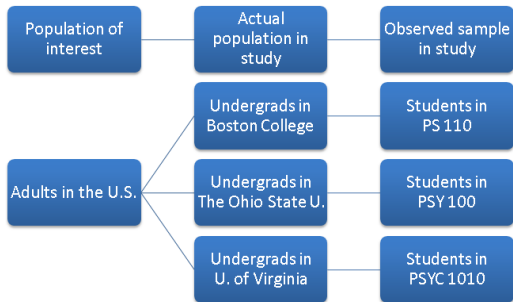 Population of
interest
Actual
population in
study
Observed sample
in study
Adults in the U.S.
Undergrads in
Boston College
Students in
PS 110
Undergrads in
The Ohio State U.
Students in
PSY 100
Undergrads in
U. of Virginia
Students in
PSYC 1010